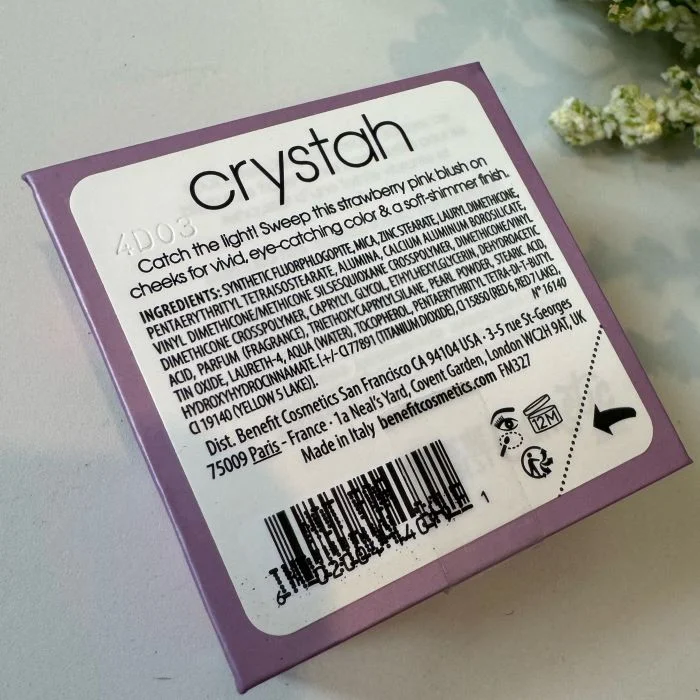 crystah
4D03
Catch the light! Sweep this strawberry pink blush on
cheeks for vivid, eye-catching color & a soft-shimmer finish.
INGREDIENTS: SYNTHETIC FLUORPHLOGOPITE, MICA, ZINC STEARATE, LAURYL DIMETHICONE,
PENTAERYTHRITYL TETRAISOSTEARATE, ALUMINA, CALCIUM ALUMINUM BOROSILICATE,
VINYL DIMETHICONE/METHICONE SILSESQUIOXANE CROSSPOLYMER, DIMETHICONE/VINYL
DIMETHICONE CROSSPOLYMER, CAPRYLYL GLYCOL, ETHYLHEXYLGLYCERIN, DEHYDROACETIC
ACID, PARFUM (FRAGRANCE), TRIETHOXYCAPRYLYLSILANE, PEARL POWDER, STEARIC ACID,
TIN OXIDE, LAURETH-4, AQUA (WATER), TOCOPHEROL, PENTAERYTHRITYL TETRA-DI-T-BUTYL
HYDROXYHYDROCINNAMATE [+/- CI 77891 (TITANIUM DIOXIDE), CI 15850 (RED 6, RED 7 LAKE),
CI 19140 (YELLOW 5 LAKE)].
N° 16140
Dist. Benefit Cosmetics San Francisco CA 94104 USA · 3-5 rue St-Georges
75009 Paris - France · 1a Neal's Yard, Covent Garden, London WC2H 9AT, UK
Made in Italy benefitcosmetics.com FM327
12M
1